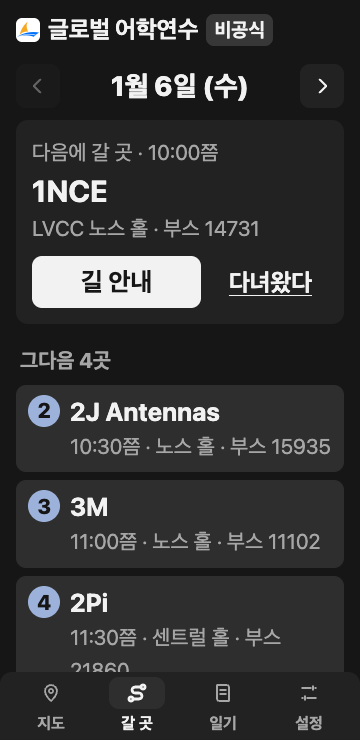 글로벌 어학연수 비공식
1월 6일 (수)
다음에 갈 곳 · 10:00쯤
1NCE
LVCC 노스 홀 · 부스 14731
길 안내 다녀왔다
그다음 4곳
2 2J Antennas
10:30쯤 · 노스 홀 · 부스 15935
3 3M
11:00쯤 · 노스 홀 · 부스 11102
4 2Pi
11:30쯤 · 센트럴 홀 · 부스
21860
지도 갈 곳 일기 설정